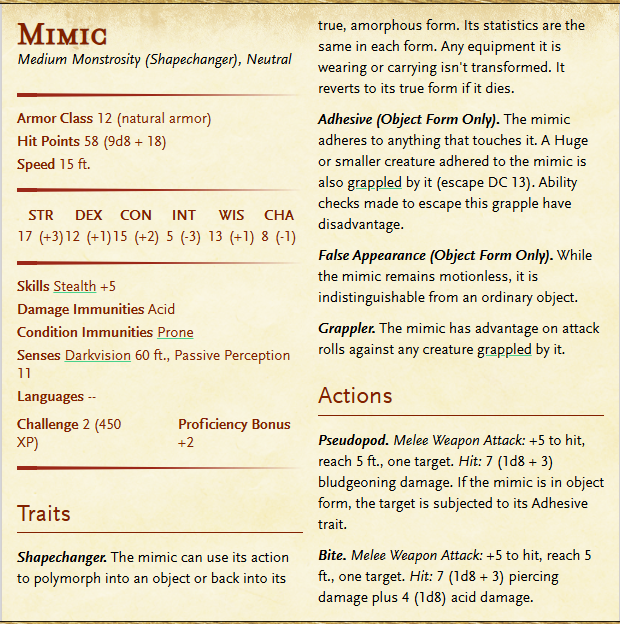 Mimic
Medium Monstrosity (Shapechanger), Neutral
Armor Class 12 (natural armor)
Hit Points 58 (9d8 + 18)
Speed 15 ft.
STR DEX CON INT WIS CHA
17 (+3) 12 (+1) 15 (+2) 5 (-3) 13 (+1) 8 (-1)
Skills Stealth +5
Damage Immunities Acid
Condition Immunities Prone
Senses Darkvision 60 ft., Passive Perception
11
Languages --
Challenge 2 (450 Proficiency Bonus
XP) +2
Traits
Shapechanger. The mimic can use its action
to polymorph into an object or back into its
true, amorphous form. Its statistics are the
same in each form. Any equipment it is
wearing or carrying isn't transformed. It
reverts to its true form if it dies.
Adhesive (Object Form Only). The mimic
adheres to anything that touches it. A Huge
or smaller creature adhered to the mimic is
also grappled by it (escape DC 13). Ability
checks made to escape this grapple have
disadvantage.
False Appearance (Object Form Only). While
the mimic remains motionless, it is
indistinguishable from an ordinary object.
Grappler. The mimic has advantage on attack
rolls against any creature grappled by it.
Actions
Pseudopod. Melee Weapon Attack: +5 to hit,
reach 5 ft., one target. Hit: 7 (1d8 + 3)
bludgeoning damage. If the mimic is in object
form, the target is subjected to its Adhesive
trait.
Bite. Melee Weapon Attack: +5 to hit, reach 5
ft., one target. Hit: 7 (1d8 + 3) piercing
damage plus 4 (1d8) acid damage.